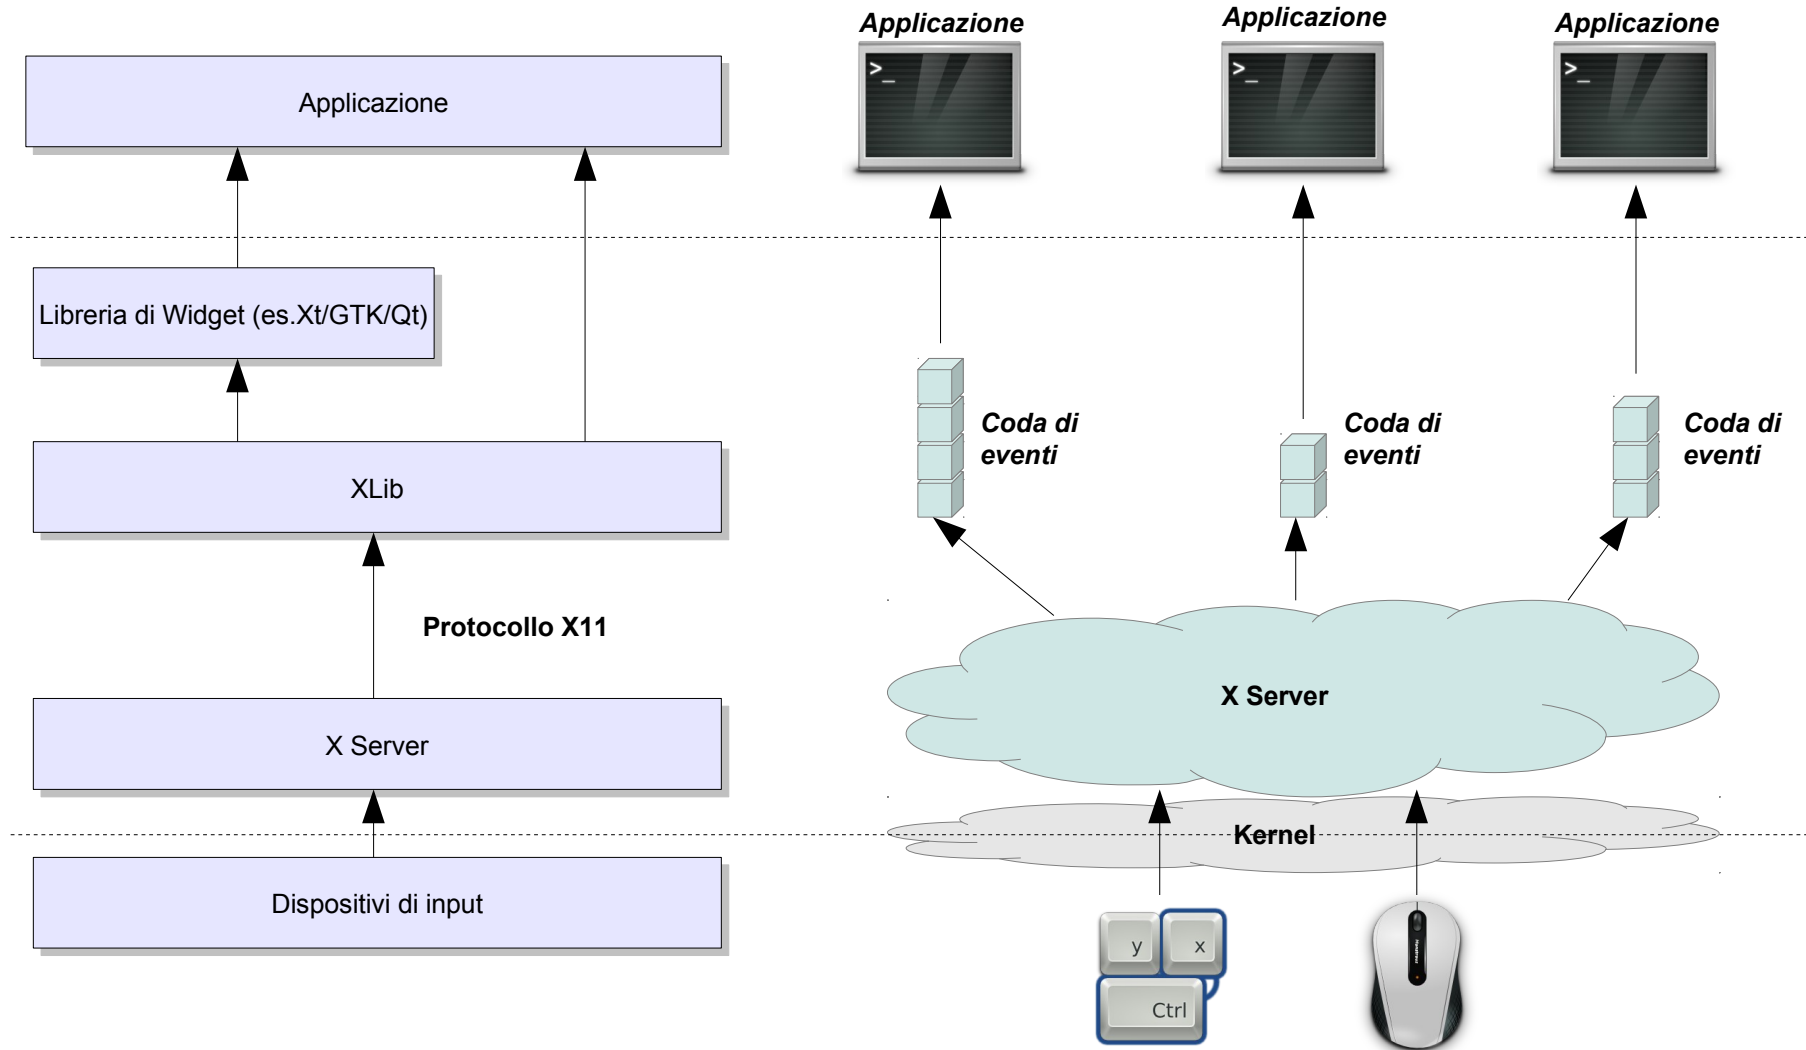 Applicazione
Libreria di Widget (es.Xt/GTK/Qt)
XLib
Protocollo X11
X Server
Dispositivi di input
Applicazione
Applicazione
Applicazione
>_
>_
>_
Coda di
eventi
Coda di
eventi
Coda di
eventi
X Server
Kernel
y
x
Ctrl